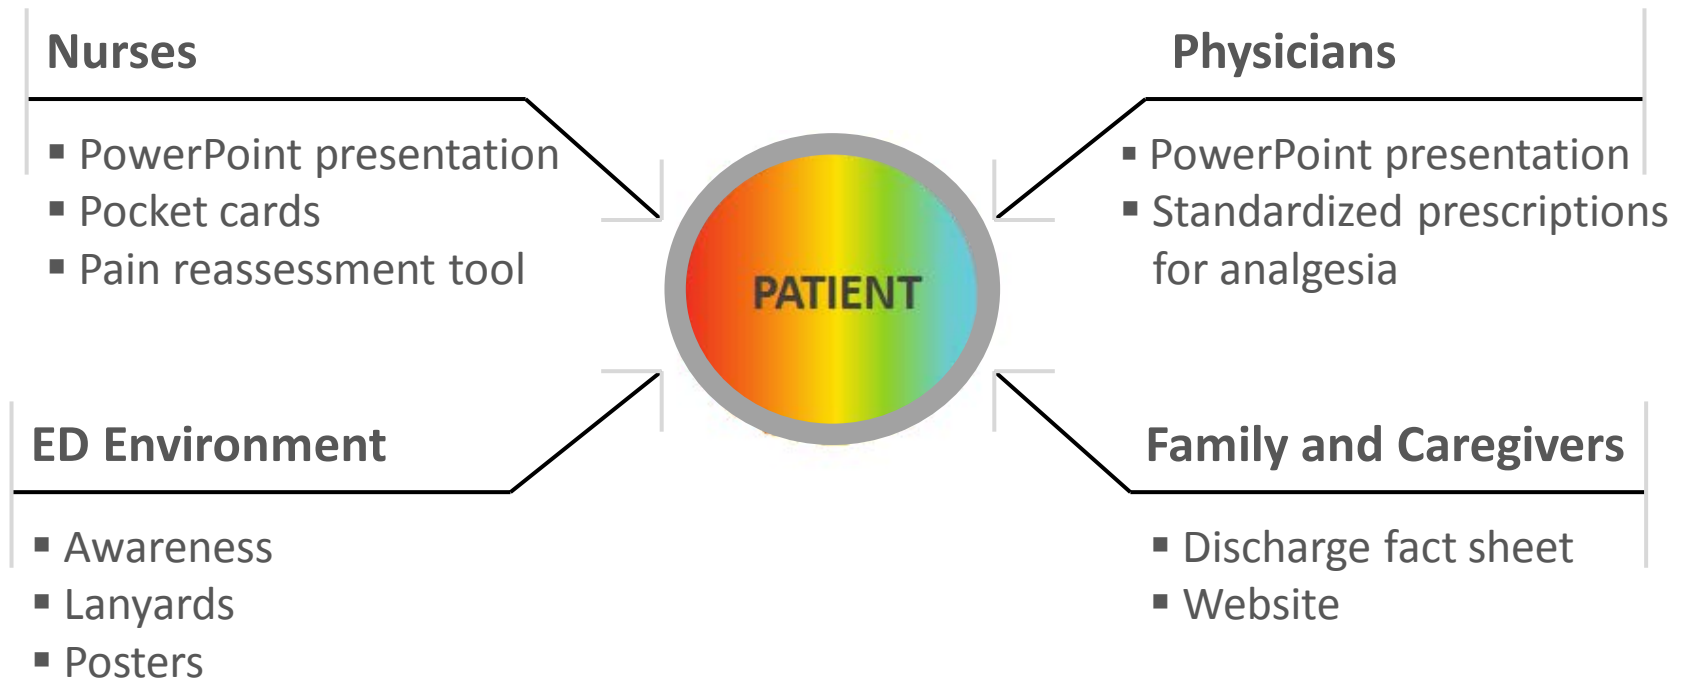 Nurses
▪ PowerPoint presentation
▪ Pocket cards
▪ Pain reassessment tool
Physicians
▪ PowerPoint presentation
▪ Standardized prescriptions
for analgesia
PATIENT
ED Environment
▪ Awareness
▪ Lanyards
▪ Posters
Family and Caregivers
▪ Discharge fact sheet
▪ Website